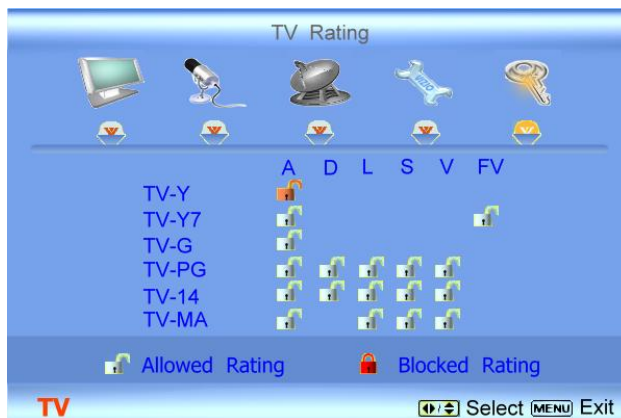 TV Rating
VIZIO
A D L S V FV
TV-Y
TV-Y7
TV-G
TV-PG
TV-14
TV-MA
Allowed Rating
Blocked Rating
TV Select MENU Exit